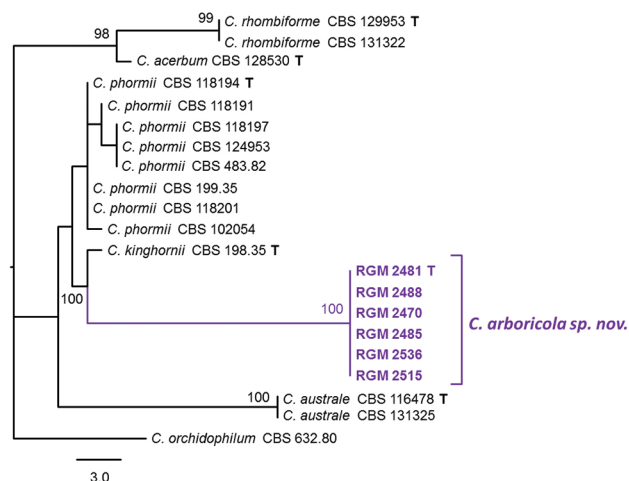 99
C. rhombiforme CBS 129953 T
98
C. rhombiforme CBS 131322
C. acerbum CBS 128530 T
C. phormii CBS 118194 T
C. phormii CBS 118191
C. phormii CBS 118197
C. phormii CBS 124953
C. phormii CBS 483.82
C. phormii CBS 199.35
C. phormii CBS 118201
C. phormii CBS 102054
C. kinghornii CBS 198.35 T
100
RGM 2481 T
RGM 2488
100
RGM 2470
RGM 2485
RGM 2536
RGM 2515
C. arboricola sp. nov.
100
C. australe CBS 116478 T
C. australe CBS 131325
C. orchidophilum CBS 632.80
3.0